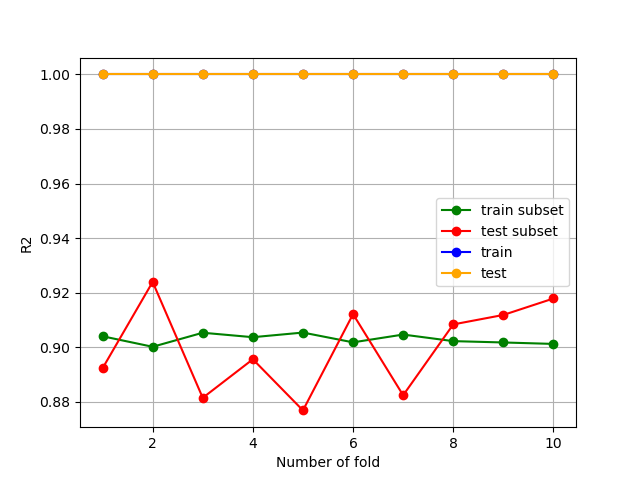 1.00
0.98
0.96
0.94
0.92
0.90
0.88
R2
train subset
test subset
train
test
2 4 6 8 10
Number of fold